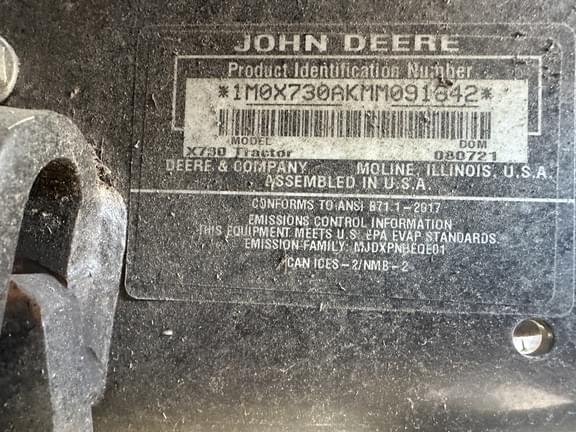 JOHN DEERE
Product Identification Number
*1M0X730AKMM091642*
MODEL DOM
X730 Tractor 080721
DEERE & COMPANY MOLINE, ILLINOIS, U.S.A.
ASSEMBLED IN U.S.A.
CONFORMS TO ANSI B71.1-2017
EMISSIONS CONTROL INFORMATION
THIS EQUIPMENT MEETS U.S. EPA EVAP STANDARDS.
EMISSION FAMILY: MJDXPNHEQE01
CAN ICES-2/NMB-2